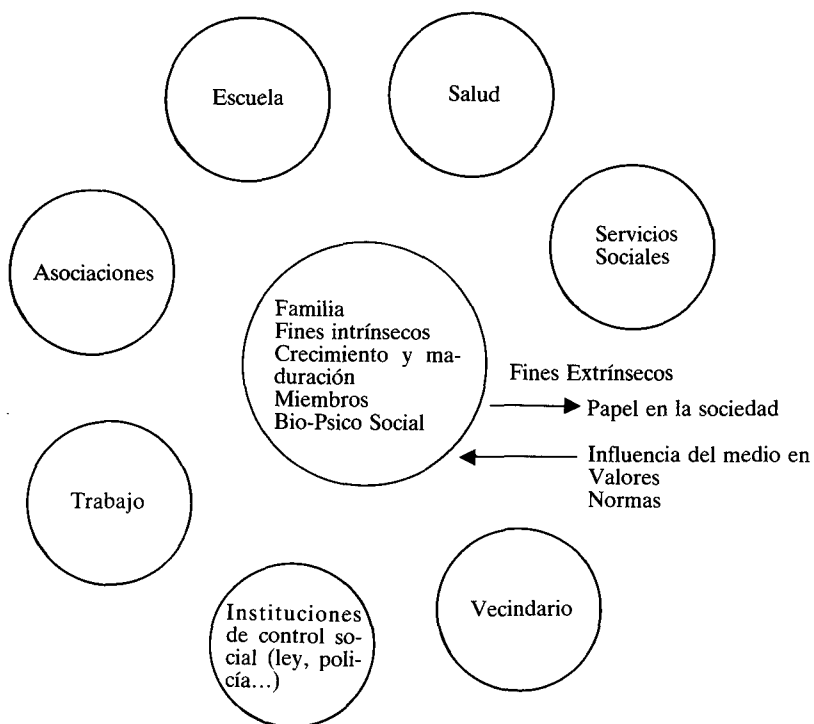 Escuela
Salud
Servicios
Sociales
Asociaciones
Familia
Fines intrínsecos
Crecimiento y ma-
duración
Miembros
Bio-Psico Social
Fines Extrínsecos
Papel en la sociedad
Influencia del medio en
Valores
Normas
Trabajo
Vecindario
Instituciones
de control so-
cial (ley, poli-
cía...)